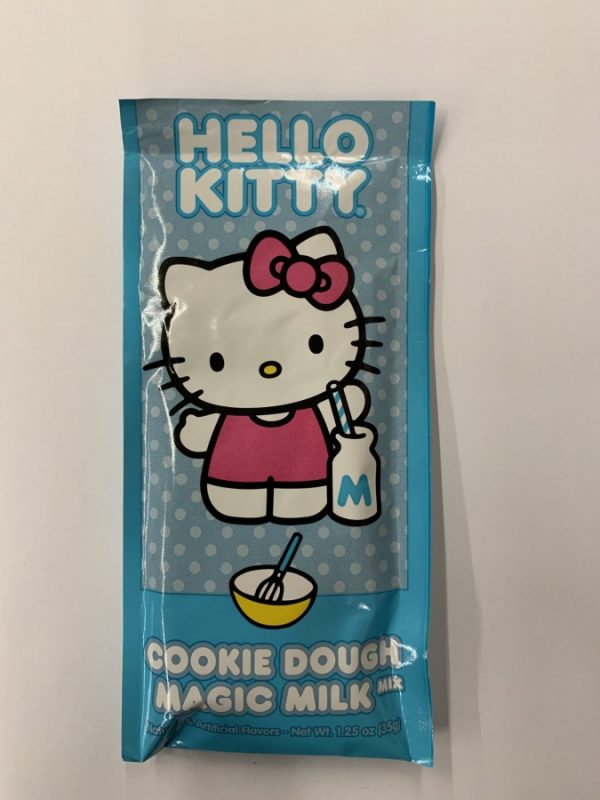 HELLO
KITTY®
M
COOKIE DOUGH
MAGIC MILK MIX
Artificial Flavors - Net Wt. 1.25 oz (35g)